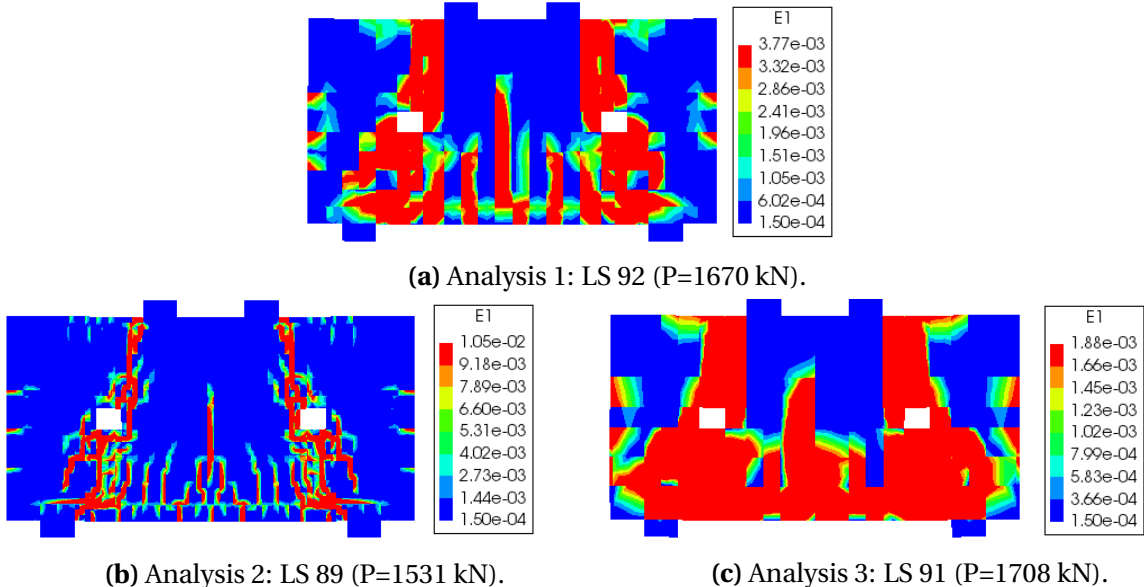 E1
3.77e-03
3.32e-03
2.86e-03
2.41e-03
1.96e-03
1.51e-03
1.05e-03
6.02e-04
1.50e-04
(a) Analysis 1: LS 92 (P=1670 kN).
E1
1.05e-02
9.18e-03
7.89e-03
6.60e-03
5.31e-03
4.02e-03
2.73e-03
1.44e-03
1.50e-04
(b) Analysis 2: LS 89 (P=1531 kN).
E1
1.88e-03
1.66e-03
1.45e-03
1.23e-03
1.02e-03
7.99e-04
5.83e-04
3.66e-04
1.50e-04
(c) Analysis 3: LS 91 (P=1708 kN).